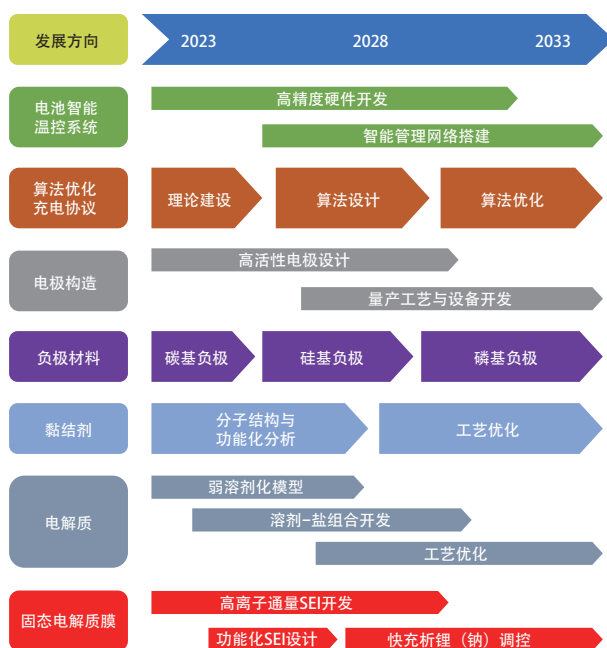 发展方向
2023
2028
2033
电池智能
温控系统
高精度硬件开发
智能管理网络搭建
算法优化
充电协议
理论建设
算法设计
算法优化
电极构造
高活性电极设计
量产工艺与设备开发
负极材料
碳基负极
硅基负极
磷基负极
黏结剂
分子结构与
功能化分析
工艺优化
电解质
弱溶剂化模型
溶剂-盐组合开发
工艺优化
固态电解质膜
高离子通量SEI开发
功能化SEI设计
快充析锂（钠）调控